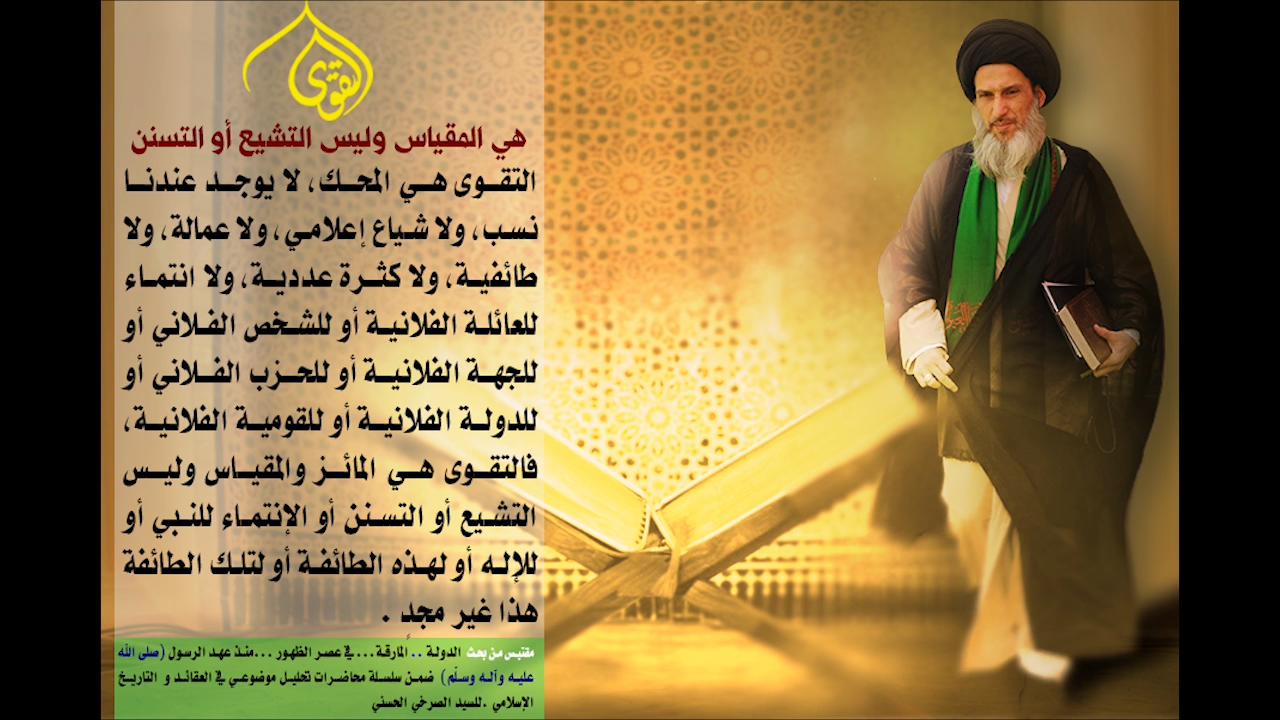 التقوى
هي المقياس وليس التشيع أو التسنن
التقوى هي المحك، لا يوجد عندنا
نسب، ولا شياع إعلامي، ولا عمالة، ولا
طائفية، ولا كثرة عددية، ولا انتماء
للعائلة الفلانية أو للشخص الفلاني أو
للجهة الفلانية أو للحزب الفلاني أو
للدولة الفلانية أو للقومية الفلانية،
فالتقوى هي المائز والمقياس وليس
التشيع أو التسنن أو الإنتماء للنبي أو
للإله أو لهذه الطائفة أو لتلك الطائفة
هذا غير مجدٍ .
مقتبس من بحث الدولة .. المارقة... في عصر الظهور ...منذ عهد الرسول (صلى الله
عليه وآله وسلّم) ضمن سلسلة محاضرات تحليل موضوعي في العقائد و التاريخ
الإسلامي .للسيد الصرخي الحسني